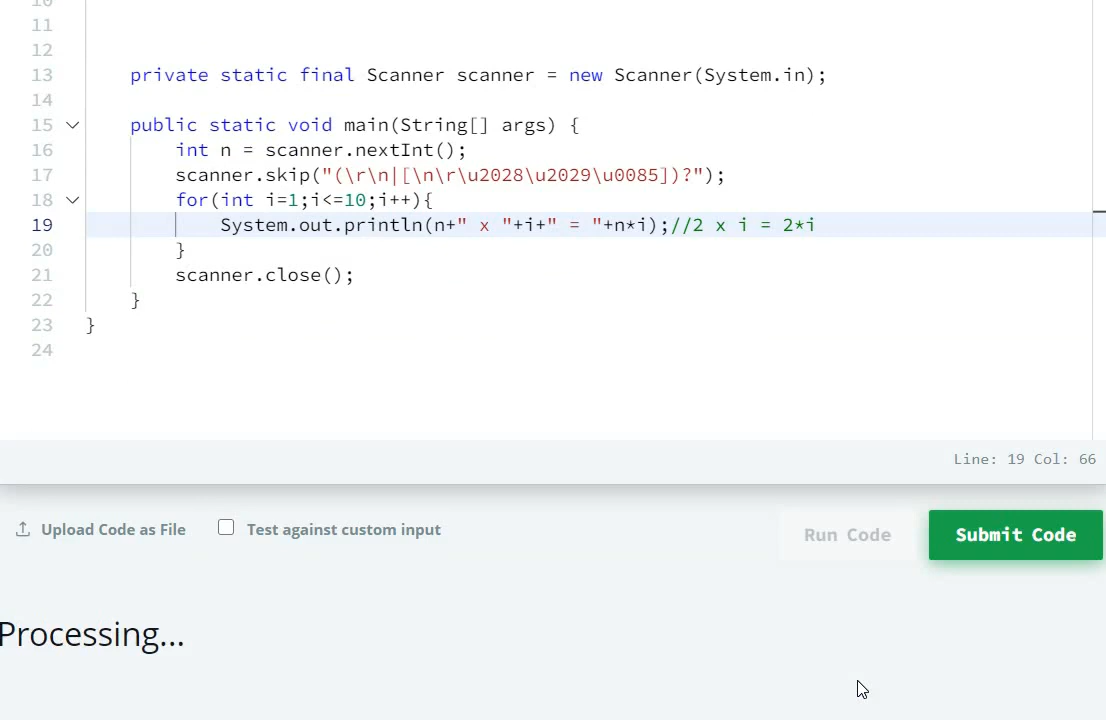 10
11
12
13 private static final Scanner scanner = new Scanner(System.in);
14
15 public static void main(String[] args) {
16 int n = scanner.nextInt();
17 scanner.skip("(\r\n|[\n\r\u2028\u2029\u0085])?");
18 for(int i=1;i<=10;i++){
19 System.out.println(n+" x "+i+" = "+n*i);//2 x i = 2*i
20 }
21 scanner.close();
22 }
23 }
24
Line: 19 Col: 66
Upload Code as File Test against custom input Run Code Submit Code
Processing...